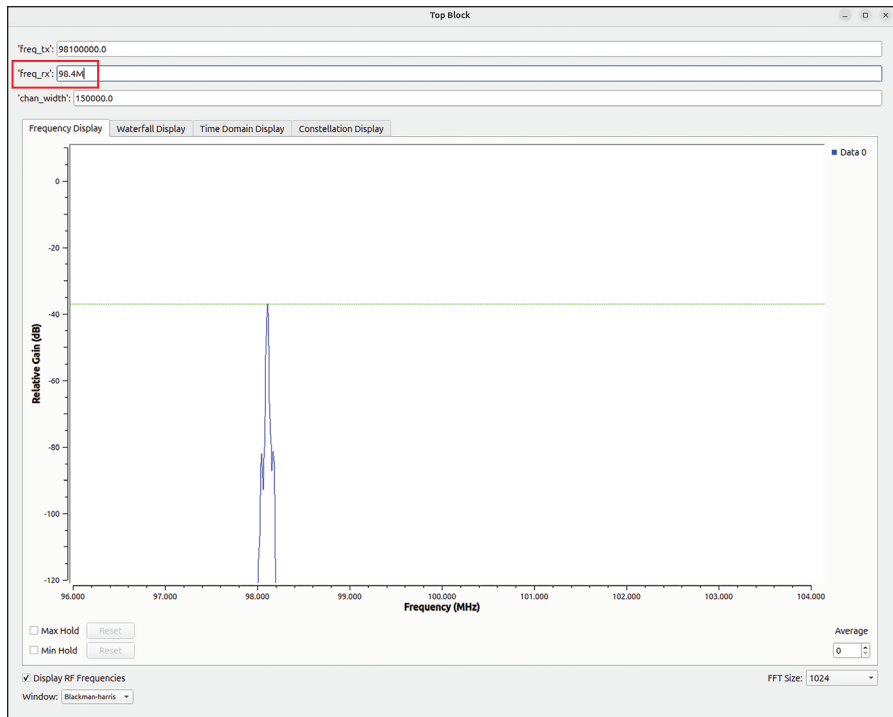 Top Block
'freq_tx': 98100000.0
'freq_rx': 98.4M
'chan_width': 150000.0
Frequency Display Waterfall Display Time Domain Display Constellation Display
Data 0
0
-20
-40
-60
-80
-100
-120
Relative Gain (dB)
96.000 97.000 98.000 99.000 100.000 101.000 102.000 103.000 104.000
Frequency (MHz)
Max Hold Reset Average
Min Hold Reset 0
Display RF Frequencies FFT Size: 1024
Window: Blackman-harris